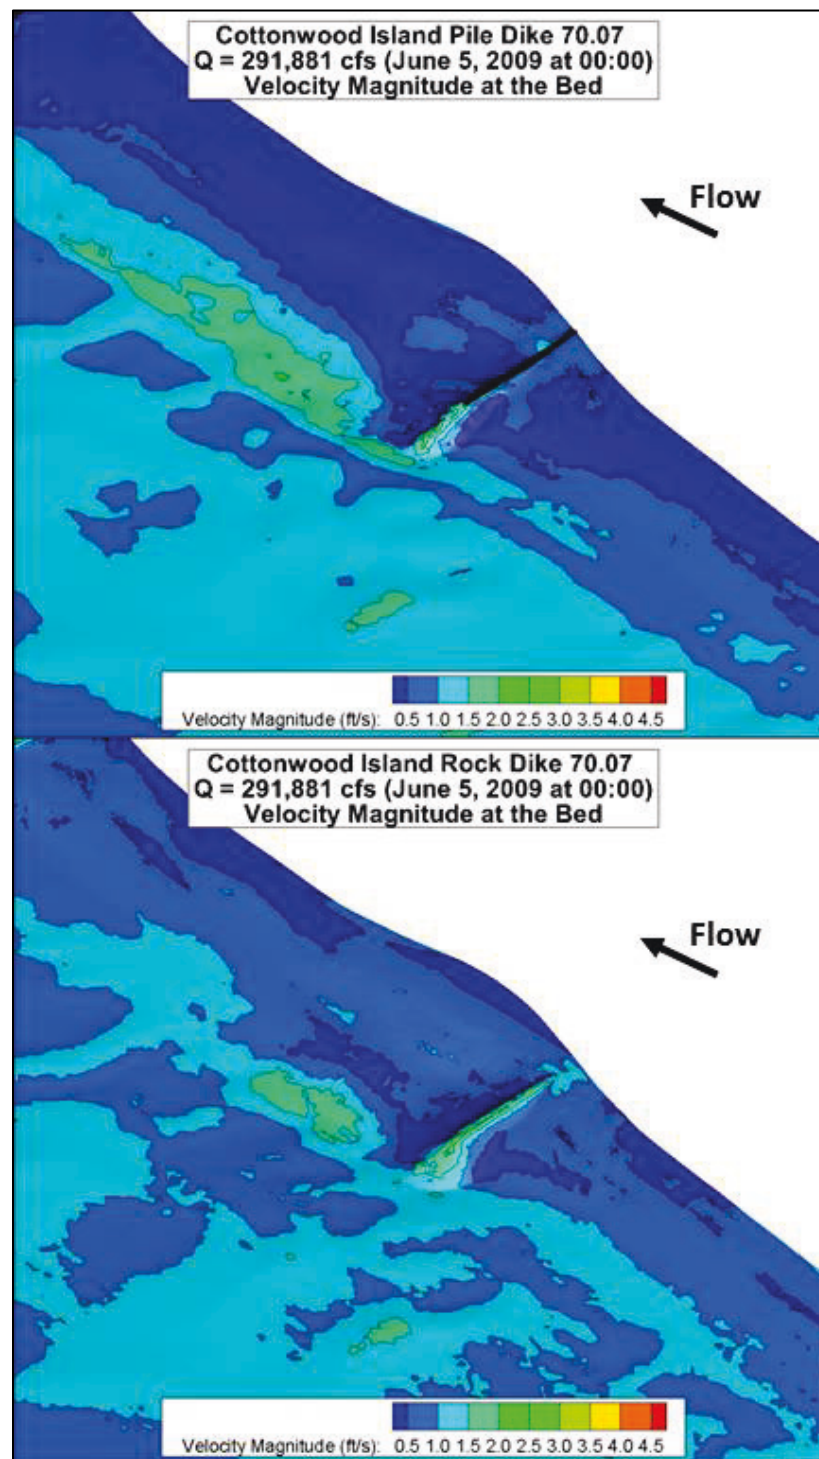 Cottonwood Island Pile Dike 70.07
Q = 291,881 cfs (June 5, 2009 at 00:00)
Velocity Magnitude at the Bed
Flow
Velocity Magnitude (ft/s): 0.5 1.0 1.5 2.0 2.5 3.0 3.5 4.0 4.5
Cottonwood Island Rock Dike 70.07
Q = 291,881 cfs (June 5, 2009 at 00:00)
Velocity Magnitude at the Bed
Flow
Velocity Magnitude (ft/s): 0.5 1.0 1.5 2.0 2.5 3.0 3.5 4.0 4.5